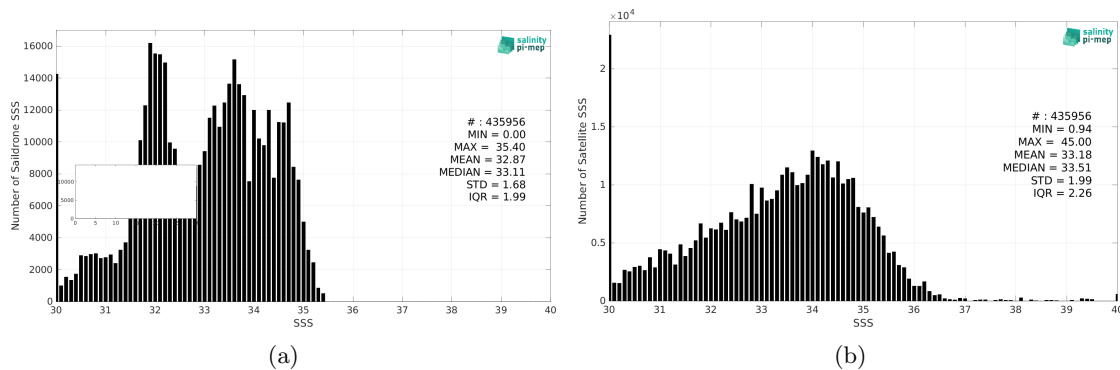 Number of Saildrone SSS
16000
14000
12000
10000
8000
6000
4000
2000
0
30 31 32 33 34 35 36 37 38 39 40
SSS
salinity
pi-mep
# : 435956
MIN = 0.00
MAX = 35.40
MEAN = 32.87
MEDIAN = 33.11
STD = 1.68
IQR = 1.99
10000
5000
0
0 5 10
(a)
×10⁴
Number of Satellite SSS
2
1.5
1
0.5
0
30 31 32 33 34 35 36 37 38 39 40
SSS
salinity
pi-mep
# : 435956
MIN = 0.94
MAX = 45.00
MEAN = 33.18
MEDIAN = 33.51
STD = 1.99
IQR = 2.26
(b)